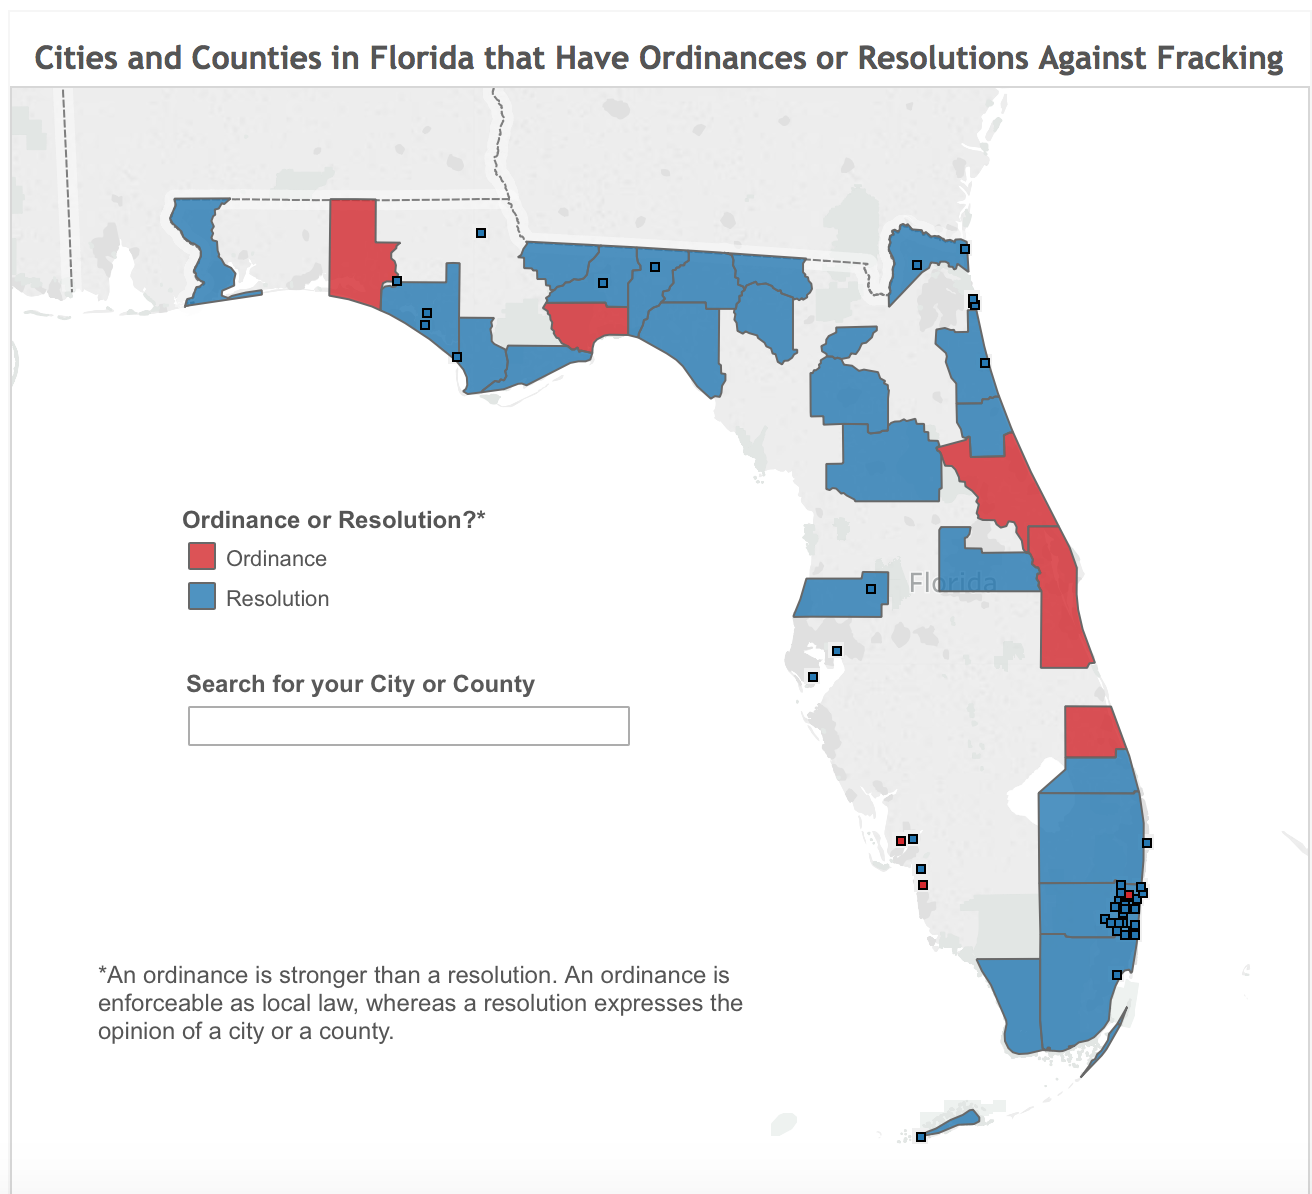 Cities and Counties in Florida that Have Ordinances or Resolutions Against Fracking
Ordinance or Resolution?*
Ordinance
Resolution
Florida
Search for your City or County
*An ordinance is stronger than a resolution. An ordinance is
enforceable as local law, whereas a resolution expresses the
opinion of a city or a county.